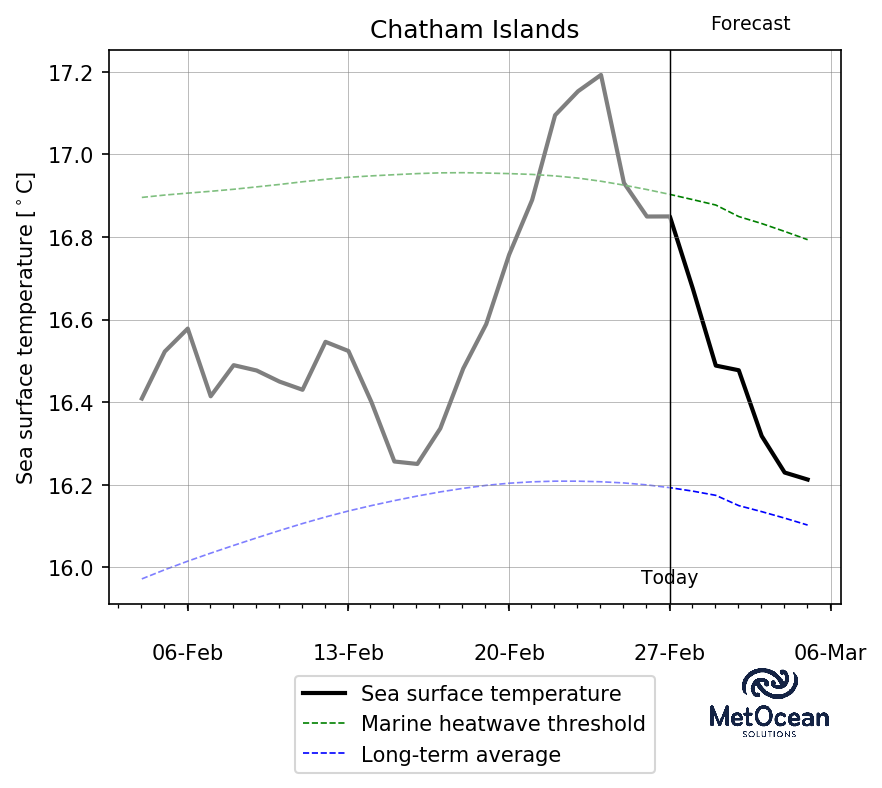 Chatham Islands
Forecast
Sea surface temperature [°C]
17.2
17.0
16.8
16.6
16.4
16.2
16.0
Today
06-Feb 13-Feb 20-Feb 27-Feb 06-Mar
Sea surface temperature
Marine heatwave threshold
Long-term average
MetOcean
SOLUTIONS